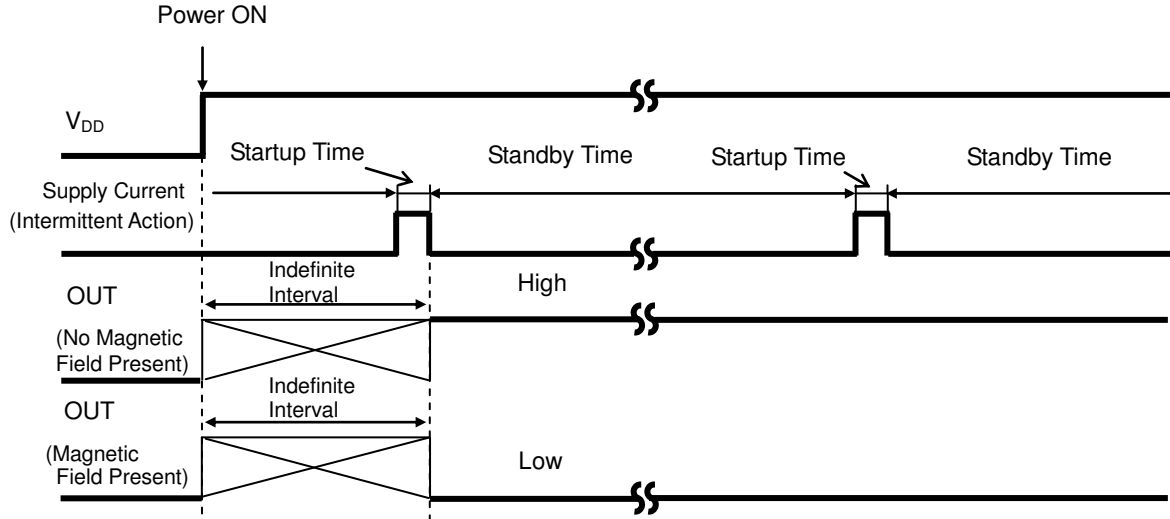 Power ON
V_DD
Startup Time
Standby Time
Startup Time
Standby Time
Supply Current
(Intermittent Action)
Indefinite
Interval
High
OUT
(No Magnetic
Field Present)
Indefinite
Interval
OUT
(Magnetic
Field Present)
Low